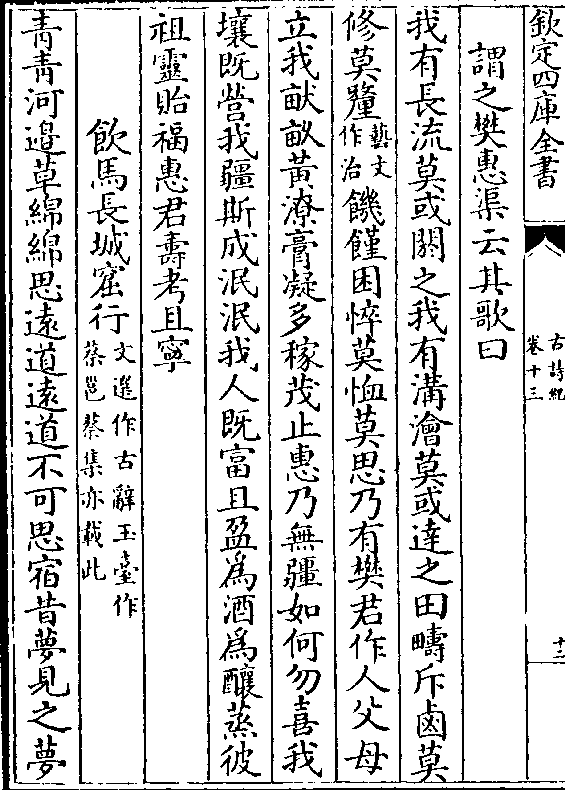 欽定四庫全書
古詩紀
卷十三
十二
謂之樊惠渠云其歌曰
我有長流莫或閼之我有溝澮莫或達之田疇斥鹵莫
修莫釐藝文作治饑饉困悴莫恤莫思乃有樊君作人父母
立我畎畝黃潦膏凝多稼茂止惠乃無疆如何勿喜我
壤既營我疆斯成泯泯我人既富且盈為酒為釀蒸彼
祖靈貽福惠君壽考且寧
飲馬長城窟行文選作古辭玉臺作蔡邕蔡集亦載此
青青河邊草綿綿思遠道遠道不可思宿昔夢見之夢